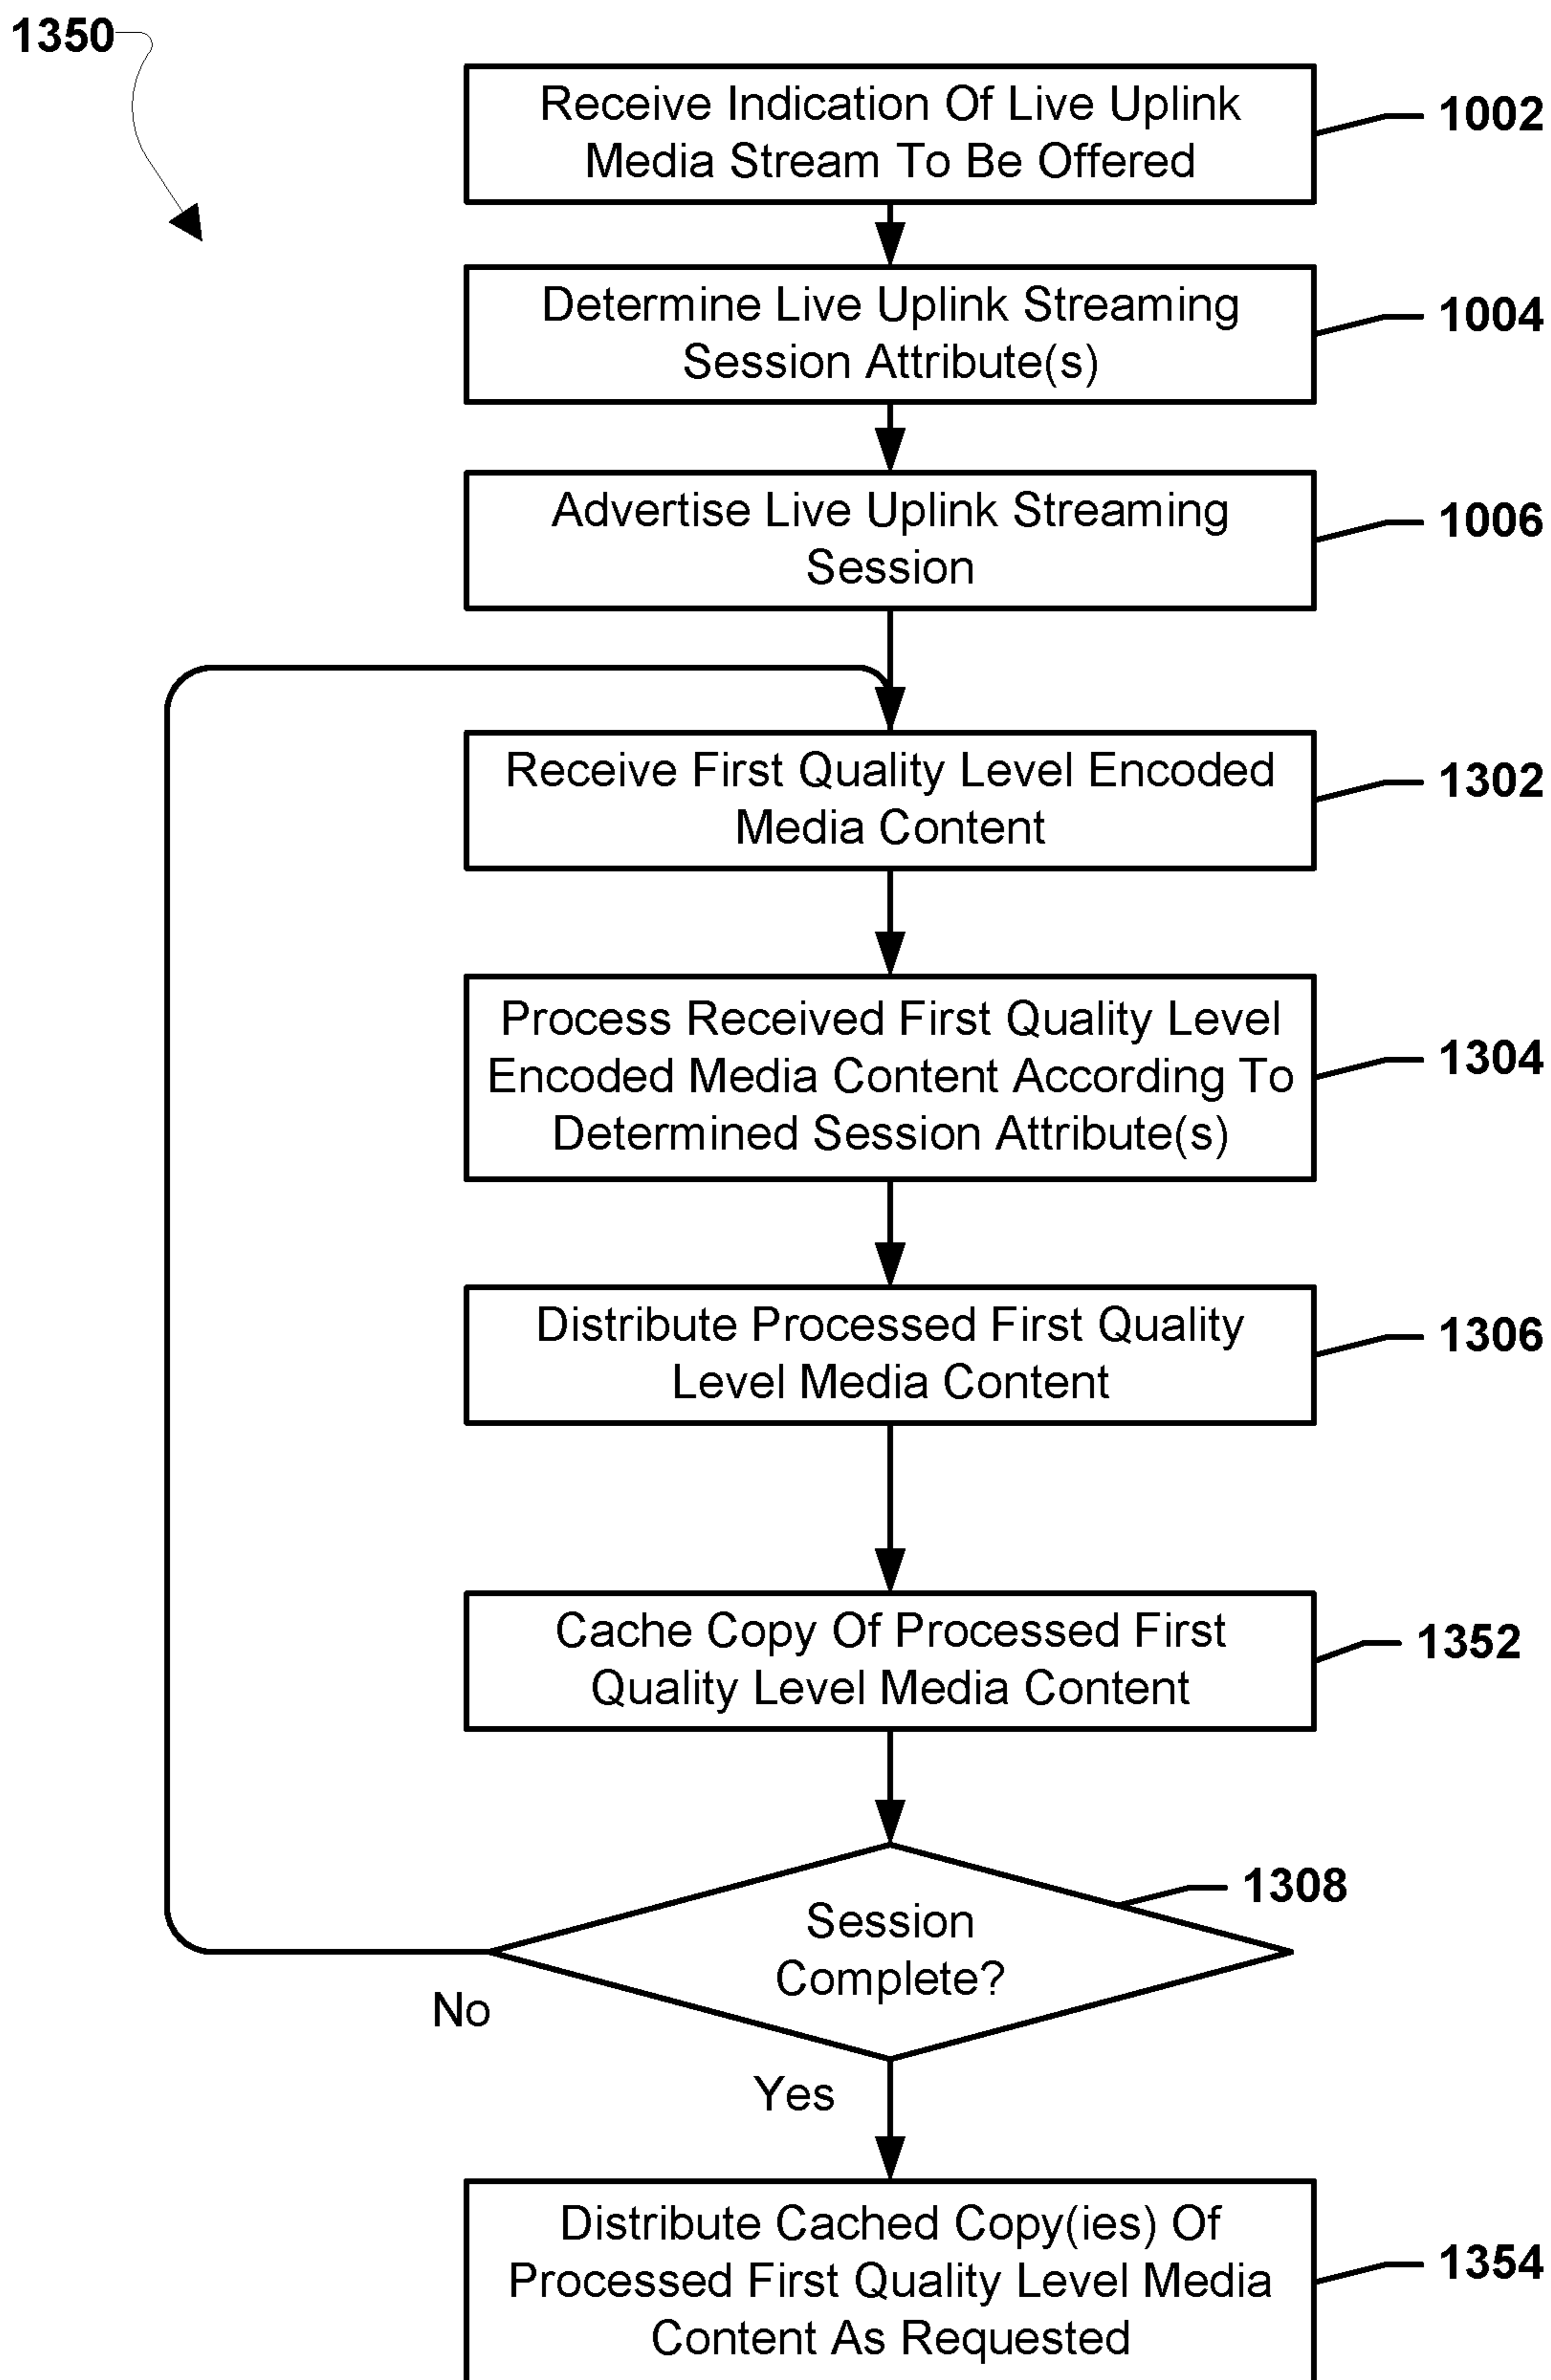 1350
Receive Indication Of Live Uplink
Media Stream To Be Offered
1002
Determine Live Uplink Streaming
Session Attribute(s)
1004
Advertise Live Uplink Streaming
Session
1006
Receive First Quality Level Encoded
Media Content
1302
Process Received First Quality Level
Encoded Media Content According To
Determined Session Attribute(s)
1304
Distribute Processed First Quality
Level Media Content
1306
Cache Copy Of Processed First
Quality Level Media Content
1352
Session
Complete?
1308
No
Yes
Distribute Cached Copy(ies) Of
Processed First Quality Level Media
Content As Requested
1354